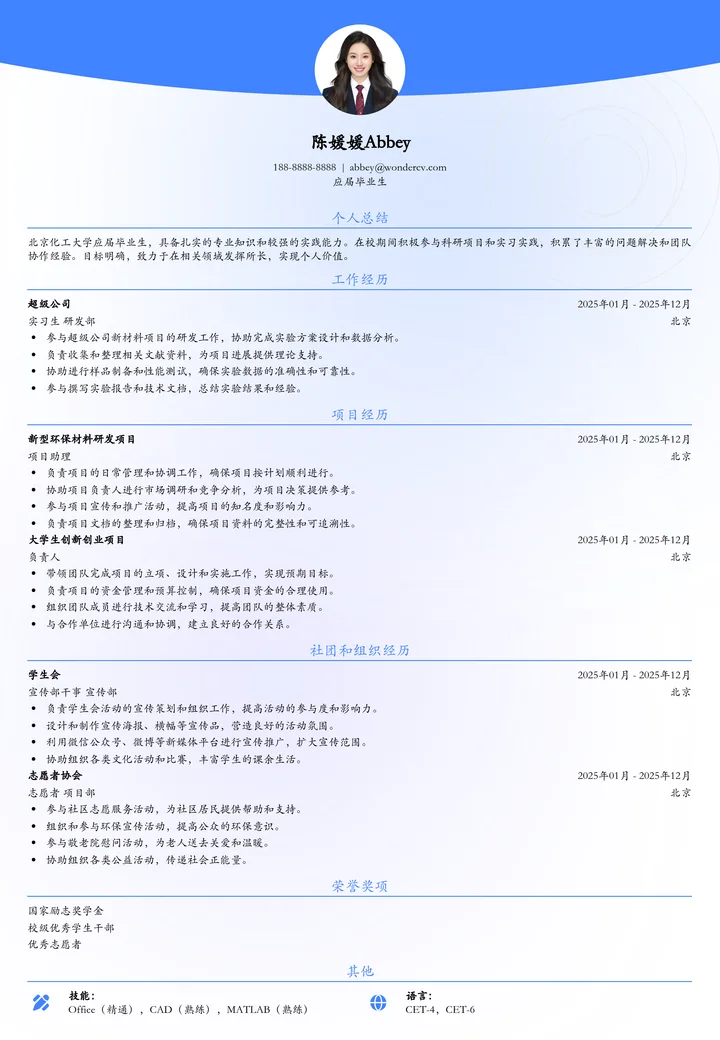 陈媛媛Abbey
188-8888-8888 | abbey@wondercv.com
应届毕业生
个人总结
北京化工大学应届毕业生，具备扎实的专业知识和较强的实践能力。在校期间积极参与科研项目和实习实践，积累了丰富的问题解决和团队
协作经验。目标明确，致力于在相关领域发挥所长，实现个人价值。
工作经历
超级公司 2025年01月 - 2025年12月
实习生 研发部 北京
• 参与超级公司新材料项目的研发工作，协助完成实验方案设计和数据分析。
• 负责收集和整理相关文献资料，为项目进展提供理论支持。
• 协助进行样品制备和性能测试，确保实验数据的准确性和可靠性。
• 参与撰写实验报告和技术文档，总结实验结果和经验。
项目经历
新型环保材料研发项目 2025年01月 - 2025年12月
项目助理 北京
• 负责项目的日常管理和协调工作，确保项目按计划顺利进行。
• 协助项目负责人进行市场调研和竞争分析，为项目决策提供参考。
• 参与项目宣传和推广活动，提高项目的知名度和影响力。
• 负责项目文档的整理和归档，确保项目资料的完整性和可追溯性。
大学生创新创业项目 2025年01月 - 2025年12月
负责人 北京
• 带领团队完成项目的立项、设计和实施工作，实现预期目标。
• 负责项目的资金管理和预算控制，确保项目资金的合理使用。
• 组织团队成员进行技术交流和学习，提高团队的整体素质。
• 与合作单位进行沟通和协调，建立良好的合作关系。
社团和组织经历
学生会 2025年01月 - 2025年12月
宣传部干事 宣传部 北京
• 负责学生会活动的宣传策划和组织工作，提高活动的参与度和影响力。
• 设计和制作宣传海报、横幅等宣传品，营造良好的活动氛围。
• 利用微信公众号、微博等新媒体平台进行宣传推广，扩大宣传范围。
• 协助组织各类文化活动和比赛，丰富学生的课余生活。
志愿者协会 2025年01月 - 2025年12月
志愿者 项目部 北京
• 参与社区志愿服务活动，为社区居民提供帮助和支持。
• 组织和参与环保宣传活动，提高公众的环保意识。
• 参与敬老院慰问活动，为老人送去关爱和温暖。
• 协助组织各类公益活动，传递社会正能量。
荣誉奖项
国家励志奖学金
校级优秀学生干部
优秀志愿者
其他
技能： 语言：
Office（精通）, CAD（熟练）, MATLAB（熟练） CET-4，CET-6